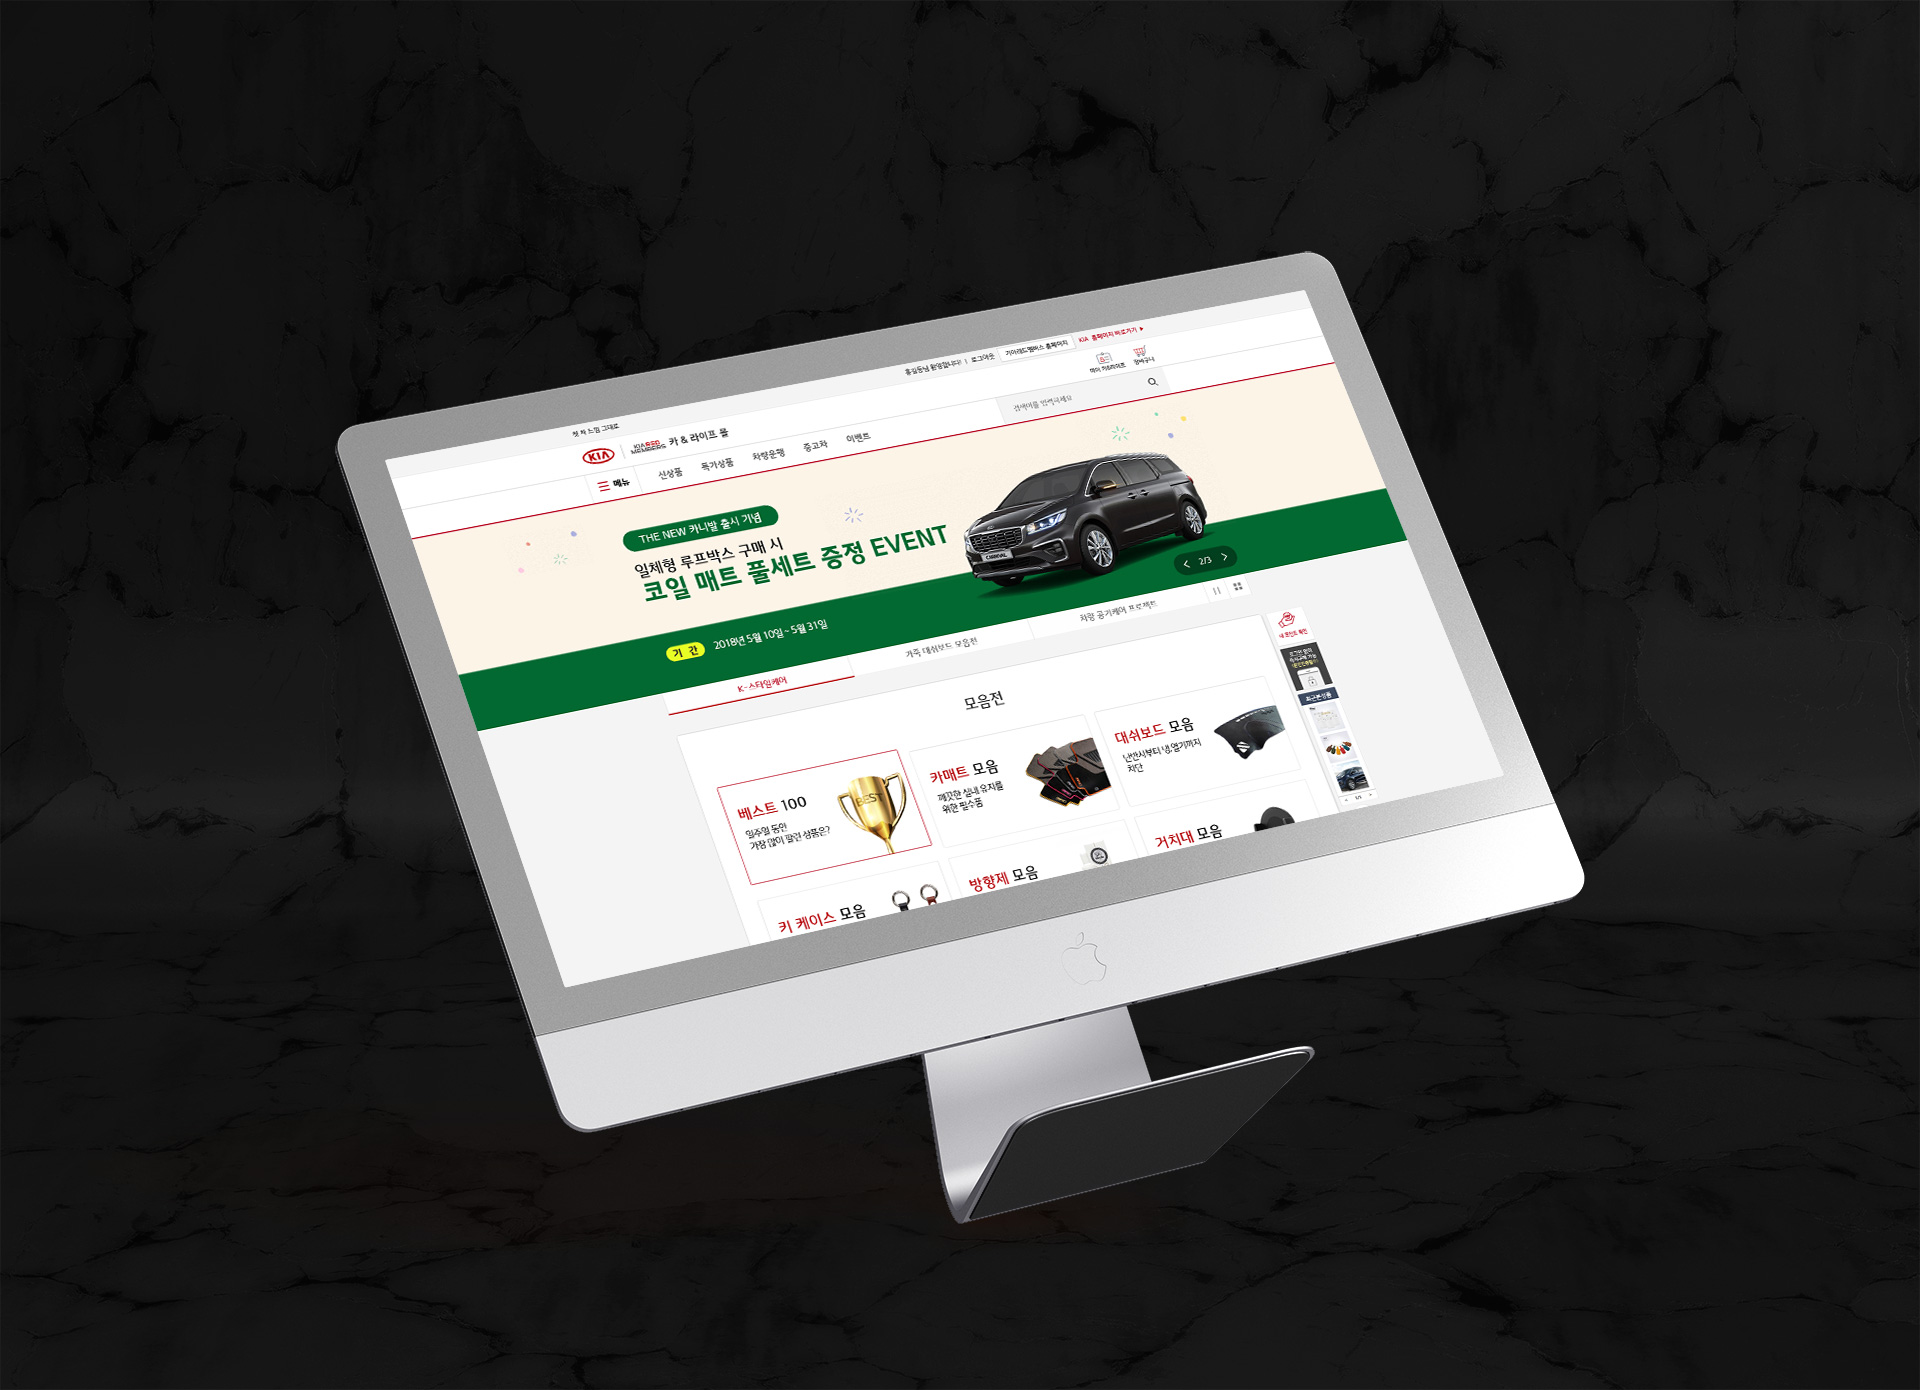 첫 차 느낌 그대로
홍길동님 환영합니다! | 로그아웃
기아레드멤버스 홈페이지
KIA 홈페이지 바로가기
KIA
KIARED MEMBERS 카 & 라이프 몰
마이 카&라이프
장바구니
메뉴
신상품
특가상품
차량운행
중고차
이벤트
검색어를 입력하세요
THE NEW 카니발 출시 기념
일체형 루프박스 구매 시
코일 매트 풀세트 증정 EVENT
기 간 2018년 5월 10일 ~ 5월 31일
CARNIVAL
2/3
K-스타일케어
가죽 대쉬보드 모음전
차량 공기케어 프로젝트
모음전
베스트 100
일주일 동안
가장 많이 팔린 상품은?
BEST
카매트 모음
깨끗한 실내 유지를
위한 필수품
대쉬보드 모음
난반사부터 냉,열기까지
차단
키 케이스 모음
방향제 모음
거치대 모음
내 포인트 확인
최근본상품